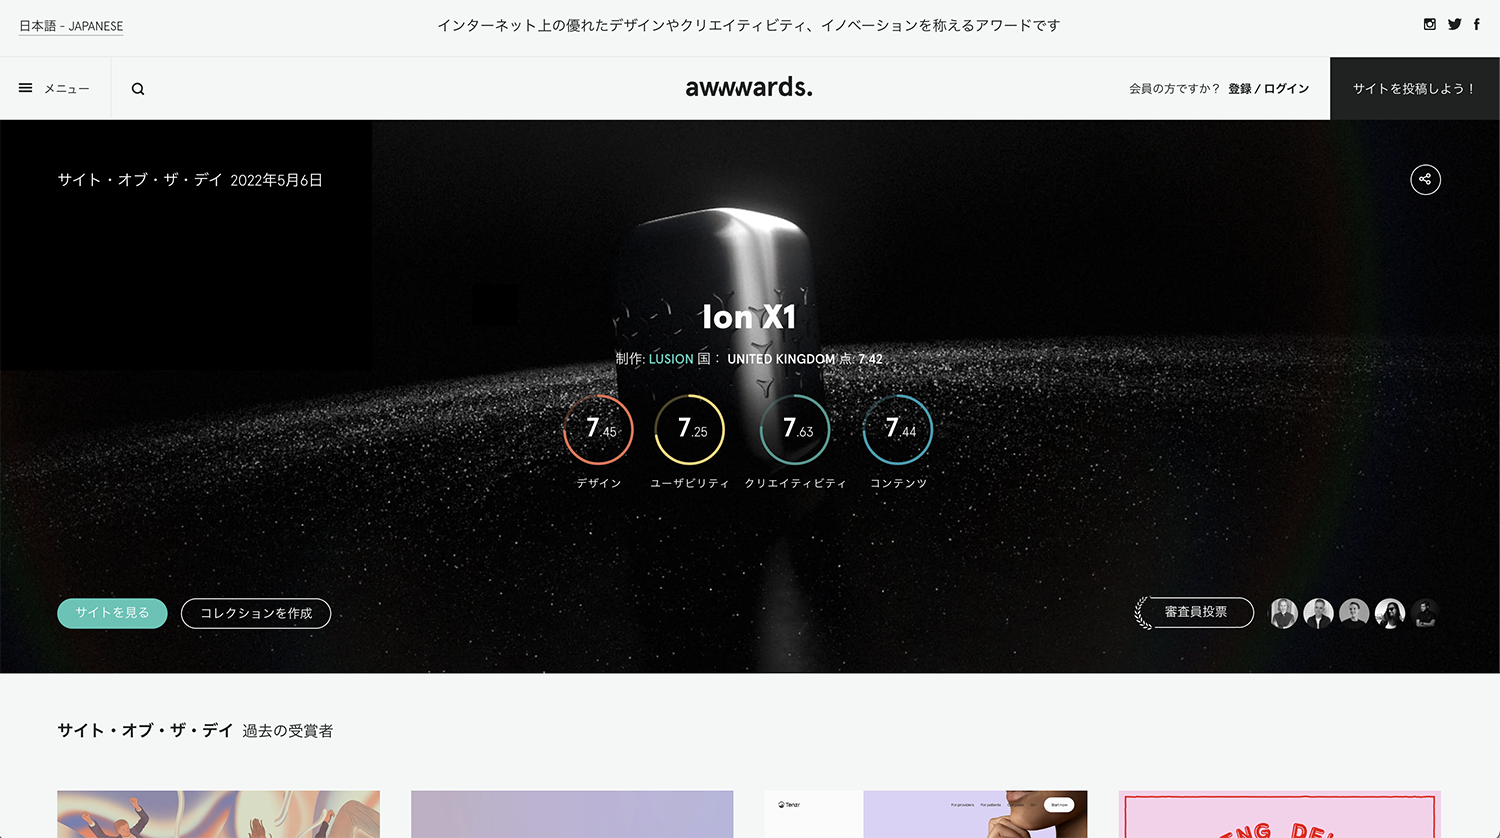 日本語 - JAPANESE
インターネット上の優れたデザインやクリエイティビティ、イノベーションを称えるアワードです
メニュー
awwwards.
会員の方ですか？ 登録 / ログイン
サイトを投稿しよう！
サイト・オブ・ザ・デイ 2022年5月6日
Ion X1
制作: LUSION 国： UNITED KINGDOM 点: 7.42
7.45
7.25
7.63
7.44
デザイン
ユーザビリティ
クリエイティビティ
コンテンツ
サイトを見る
コレクションを作成
審査員投票
サイト・オブ・ザ・デイ 過去の受賞者
Tenzr
For providers
For patients
Start now